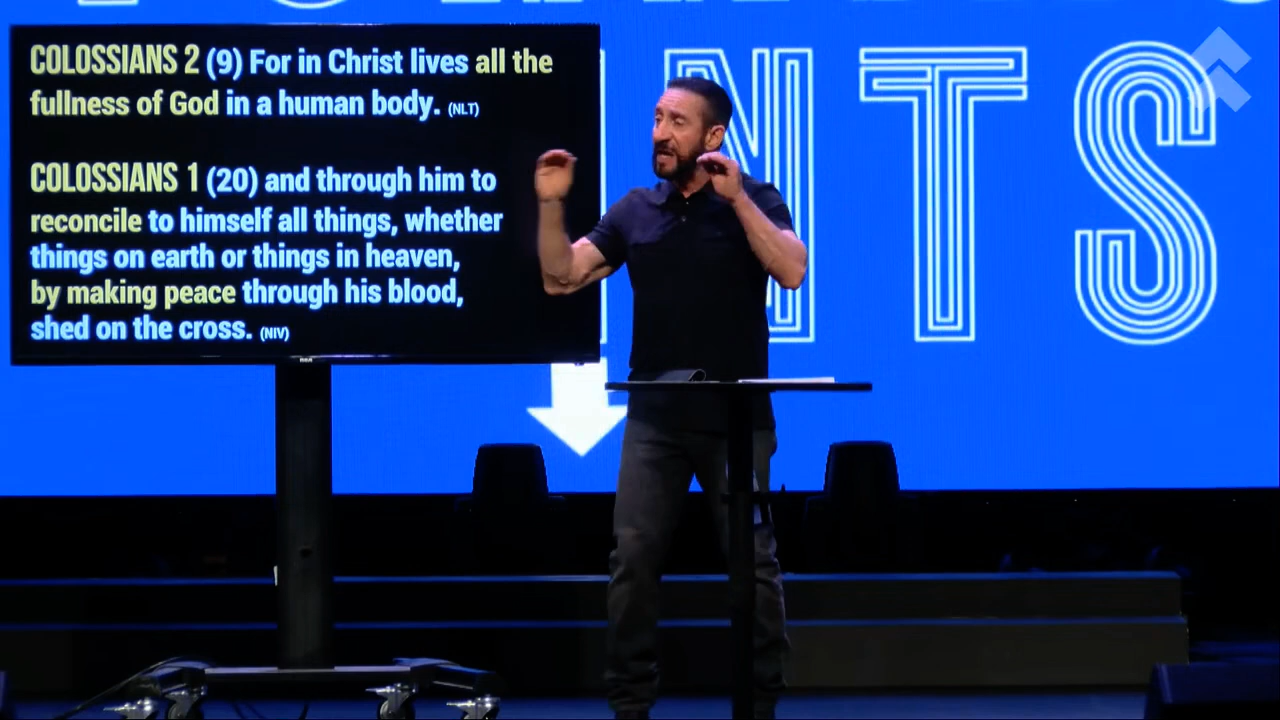 COLOSSIANS 2 (9) For in Christ lives all the
fullness of God in a human body. (NLT)
COLOSSIANS 1 (20) and through him to
reconcile to himself all things, whether
things on earth or things in heaven,
by making peace through his blood,
shed on the cross. (NIV)
RCA
NTS